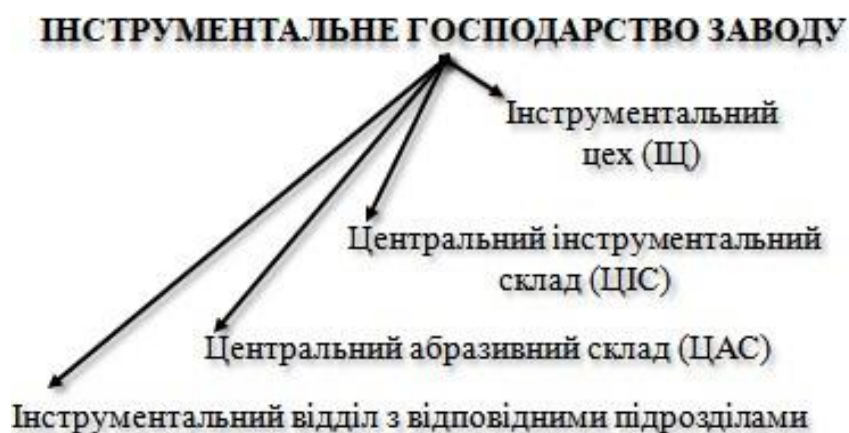 ІНСТРУМЕНТАЛЬНЕ ГОСПОДАРСТВО ЗАВОДУ
Інструментальний
цех (ІЦ)
Центральний інструментальний
склад (ЦІС)
Центральний абразивний склад (ЦАС)
Інструментальний відділ з відповідними підрозділами